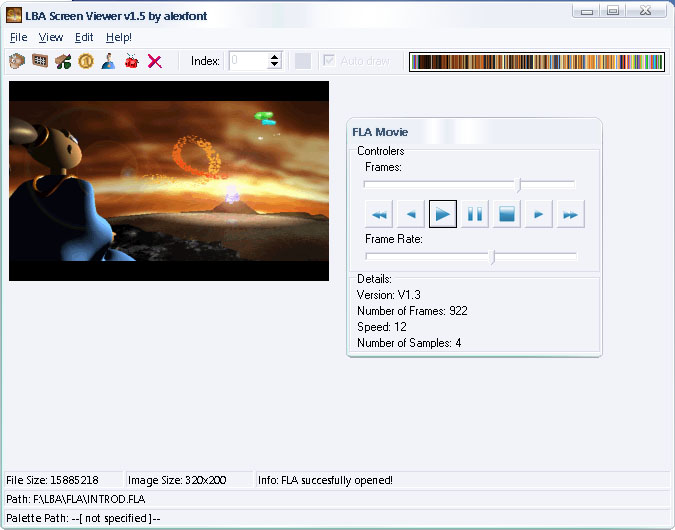 LBA Screen Viewer v1.5 by alexfont
File View Edit Help!
Index: 0 Auto draw
FLA Movie
Controlers
Frames:
Frame Rate:
Details:
Version: V1.3
Number of Frames: 922
Speed: 12
Number of Samples: 4
File Size: 15885218 Image Size: 320x200 Info: FLA succesfully opened!
Path: F:\LBA\FLA\INTROD.FLA
Palette Path: --[ not specified ]--